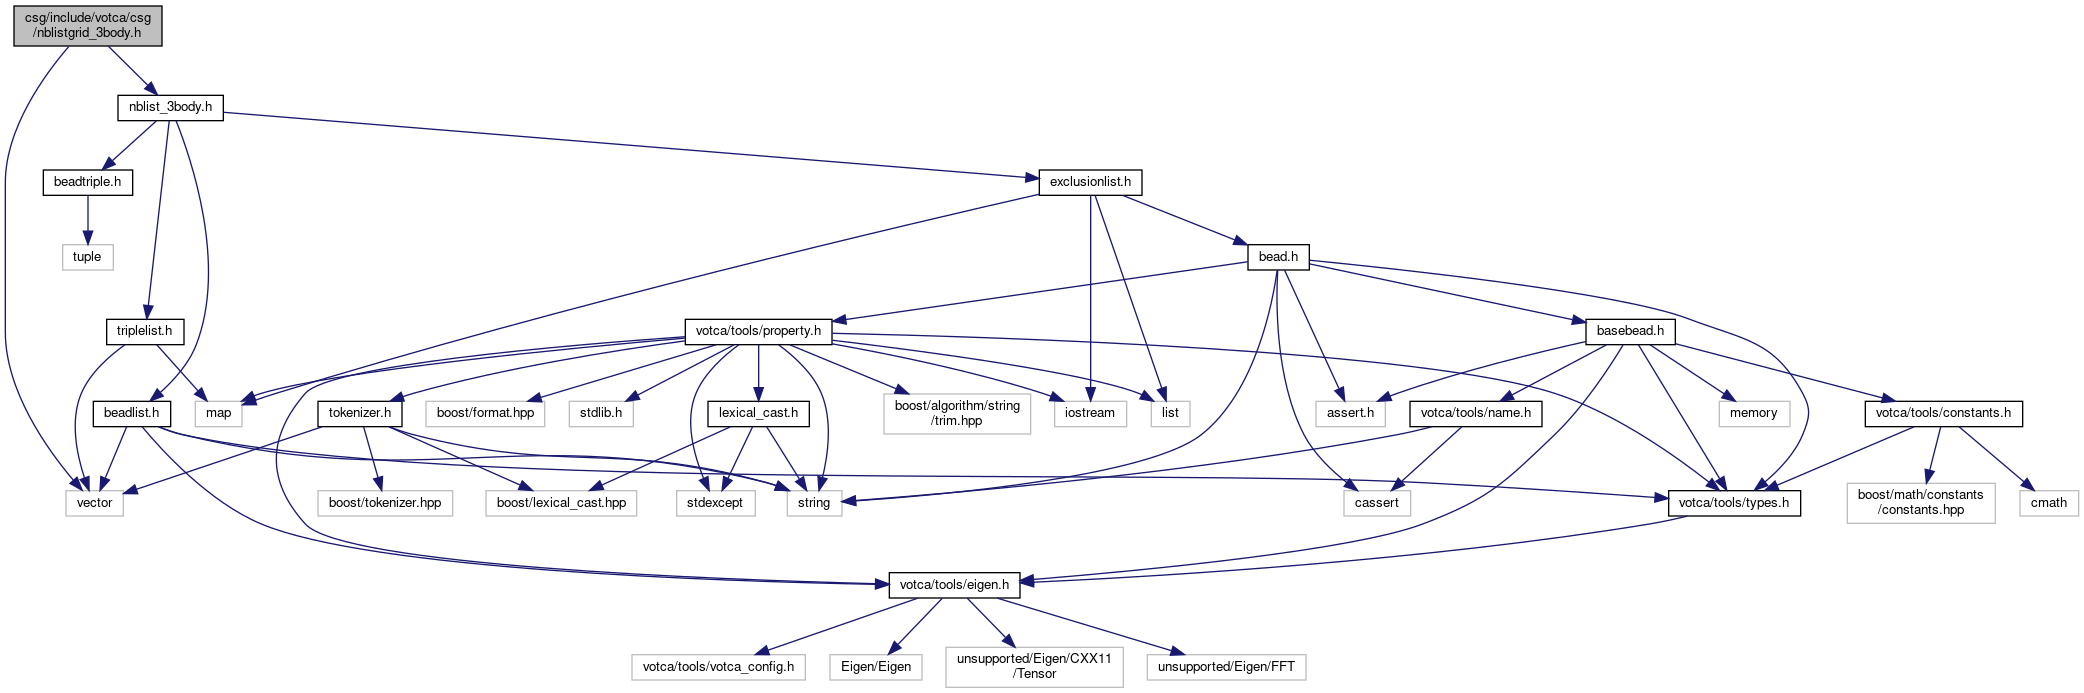 csg/include/votca/csg
/nblistgrid_3body.h
nblist_3body.h
beadtriple.h
exclusionlist.h
tuple
bead.h
triplelist.h
votca/tools/property.h
basebead.h
beadlist.h
map
tokenizer.h
boost/format.hpp
stdlib.h
lexical_cast.h
boost/algorithm/string
/trim.hpp
iostream
list
assert.h
votca/tools/name.h
memory
votca/tools/constants.h
vector
boost/tokenizer.hpp
boost/lexical_cast.hpp
stdexcept
string
cassert
votca/tools/types.h
boost/math/constants
/constants.hpp
cmath
votca/tools/eigen.h
votca/tools/votca_config.h
Eigen/Eigen
unsupported/Eigen/CXX11
/Tensor
unsupported/Eigen/FFT